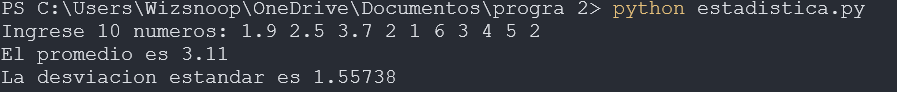 PS C:\Users\Wizsnoop\OneDrive\Documentos\progra 2> python estadistica.py
Ingrese 10 numeros: 1.9 2.5 3.7 2 1 6 3 4 5 2
El promedio es 3.11
La desviacion estandar es 1.55738